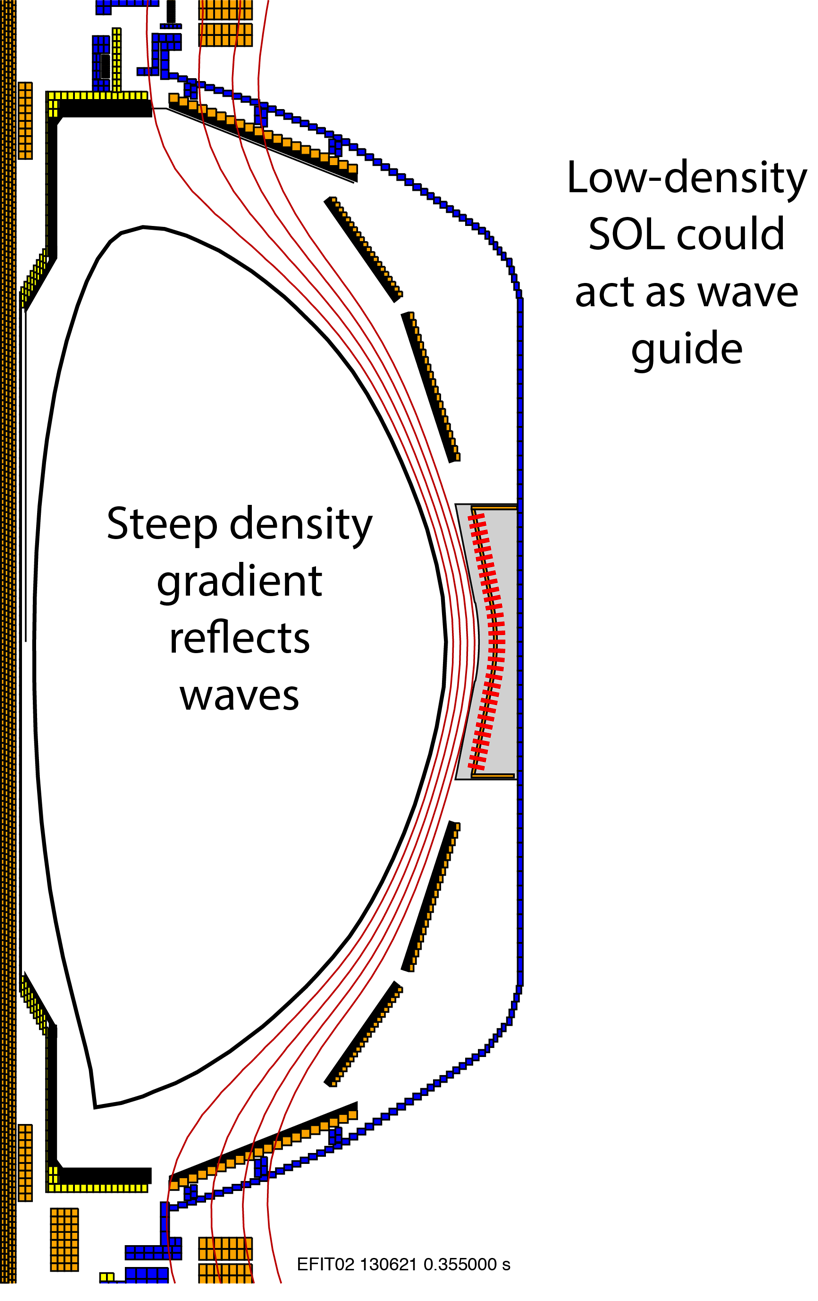 Low-density
SOL could
act as wave
guide
Steep density
gradient
reflects
waves
EFIT02 130621 0.355000 s